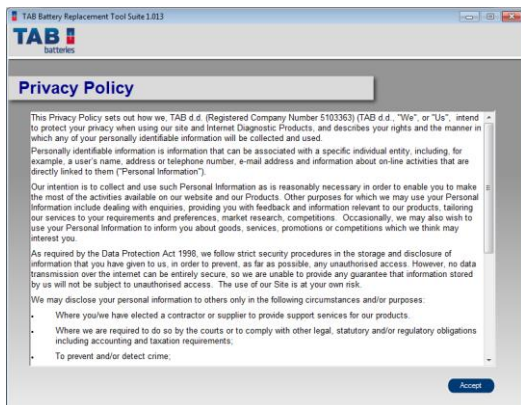 TAB Battery Replacement Tool Suite 1.013
TAB
batteries
Privacy Policy
This Privacy Policy sets out how we, TAB d.d. (Registered Company Number 5103363) (TAB d.d., "We", or "Us", intend
to protect your privacy when using our site and Internet Diagnostic Products, and describes your rights and the manner in
which any of your personally identifiable information will be collected and used.
Personally identifiable information is information that can be associated with a specific individual entity, including, for
example, a user's name, address or telephone number, e-mail address and information about on-line activities that are
directly linked to them ("Personal Information").
Our intention is to collect and use such Personal Information as is reasonably necessary in order to enable you to make
the most of the activities available on our website and our Products. Other purposes for which we may use your Personal
Information include dealing with enquiries, providing you with feedback and information relevant to our products, tailoring
our services to your requirements and preferences, market research, competitions. Occasionally, we may also wish to
use your Personal Information to inform you about goods, services, promotions or competitions which we think may
interest you.
As required by the Data Protection Act 1998, we follow strict security procedures in the storage and disclosure of
information that you have given to us, in order to prevent, as far as possible, any unauthorised access. However, no data
transmission over the internet can be entirely secure, so we are unable to provide any guarantee that information stored
by us will not be subject to unauthorised access. The use of our Site is at your own risk.
We may disclose your personal information to others only in the following circumstances and/or purposes:
• Where you/we have elected a contractor or supplier to provide support services for our products.
• Where we are required to do so by the courts or to comply with other legal, statutory and/or regulatory obligations
including accounting and taxation requirements;
• To prevent and/or detect crime;
Accept